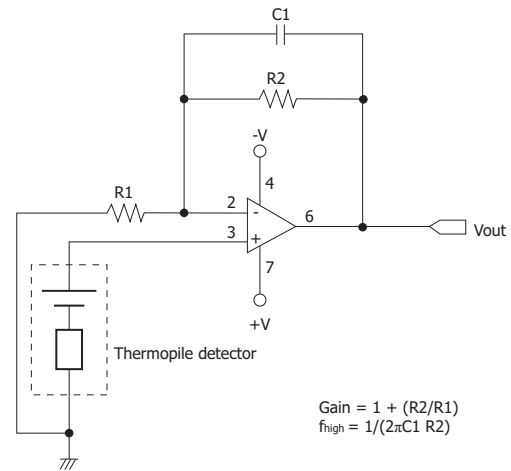 C1
R2
-V
4
R1
2
-
6
3
+
Vout
7
+V
Thermopile detector
Gain = 1 + (R2/R1)
fhigh = 1/(2πC1 R2)